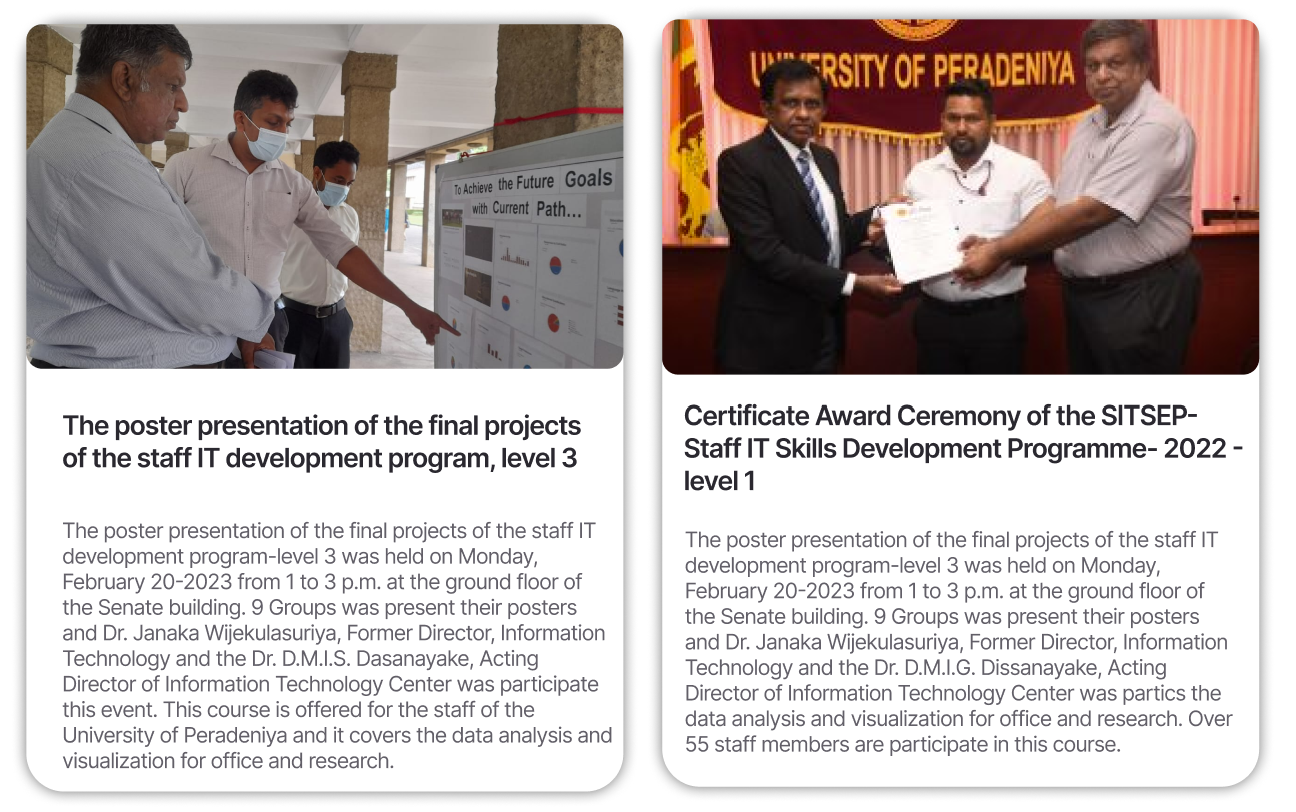 To Achieve the Future Goals
with Current Path...
The poster presentation of the final projects
of the staff IT development program, level 3
The poster presentation of the final projects of the staff IT
development program-level 3 was held on Monday,
February 20-2023 from 1 to 3 p.m. at the ground floor of
the Senate building. 9 Groups was present their posters
and Dr. Janaka Wijekulasuriya, Former Director, Information
Technology and the Dr. D.M.I.S. Dasanayake, Acting
Director of Information Technology Center was participate
this event. This course is offered for the staff of the
University of Peradeniya and it covers the data analysis and
visualization for office and research.
UNIVERSITY OF PERADENIYA
Certificate Award Ceremony of the SITSEP-
Staff IT Skills Development Programme- 2022 -
level 1
The poster presentation of the final projects of the staff IT
development program-level 3 was held on Monday,
February 20-2023 from 1 to 3 p.m. at the ground floor of
the Senate building. 9 Groups was present their posters
and Dr. Janaka Wijekulasuriya, Former Director, Information
Technology and the Dr. D.M.I.G. Dissanayake, Acting
Director of Information Technology Center was partics the
data analysis and visualization for office and research. Over
55 staff members are participate in this course.